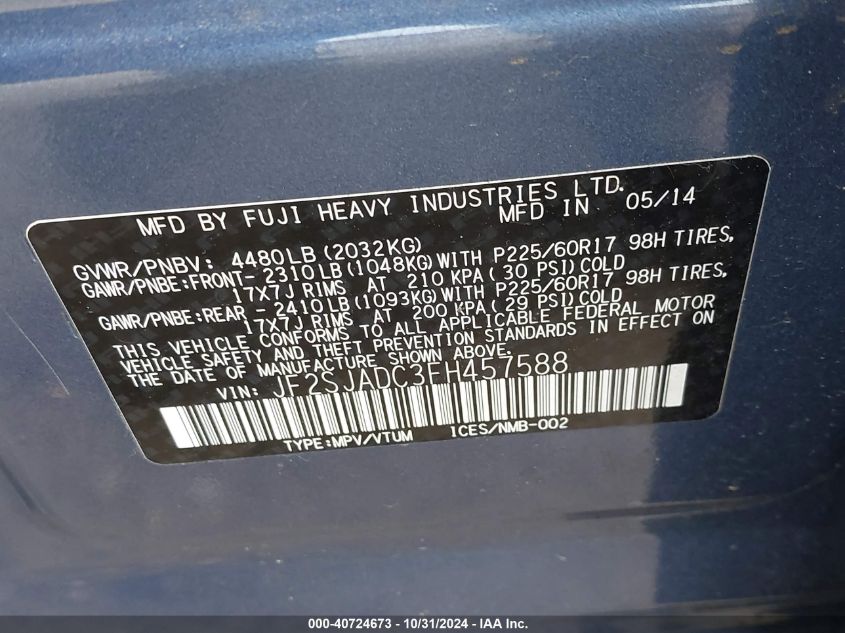 MFD BY FUJI HEAVY INDUSTRIES LTD.
MFD IN 05/14
GVWR/PNBV: 4480LB(2032KG)
GAWR/PNBE:FRONT- 2310LB(1048KG)WITH P225/60R17 98H TIRES,
17X7J RIMS AT 210 KPA(30 PSI)COLD
GAWR/PNBE:REAR - 2410LB(1093KG)WITH P225/60R17 98H TIRES,
17X7J RIMS AT 200 KPA(29 PSI)COLD
THIS VEHICLE CONFORMS TO ALL APPLICABLE FEDERAL MOTOR
VEHICLE SAFETY AND THEFT PREVENTION STANDARDS IN EFFECT ON
THE DATE OF MANUFACTURE SHOWN ABOVE.
VIN: JF2SJADC3FH457588
TYPE:MPV/VTUM ICES/NMB-002
000-40724673 - 10/31/2024 - IAA Inc.